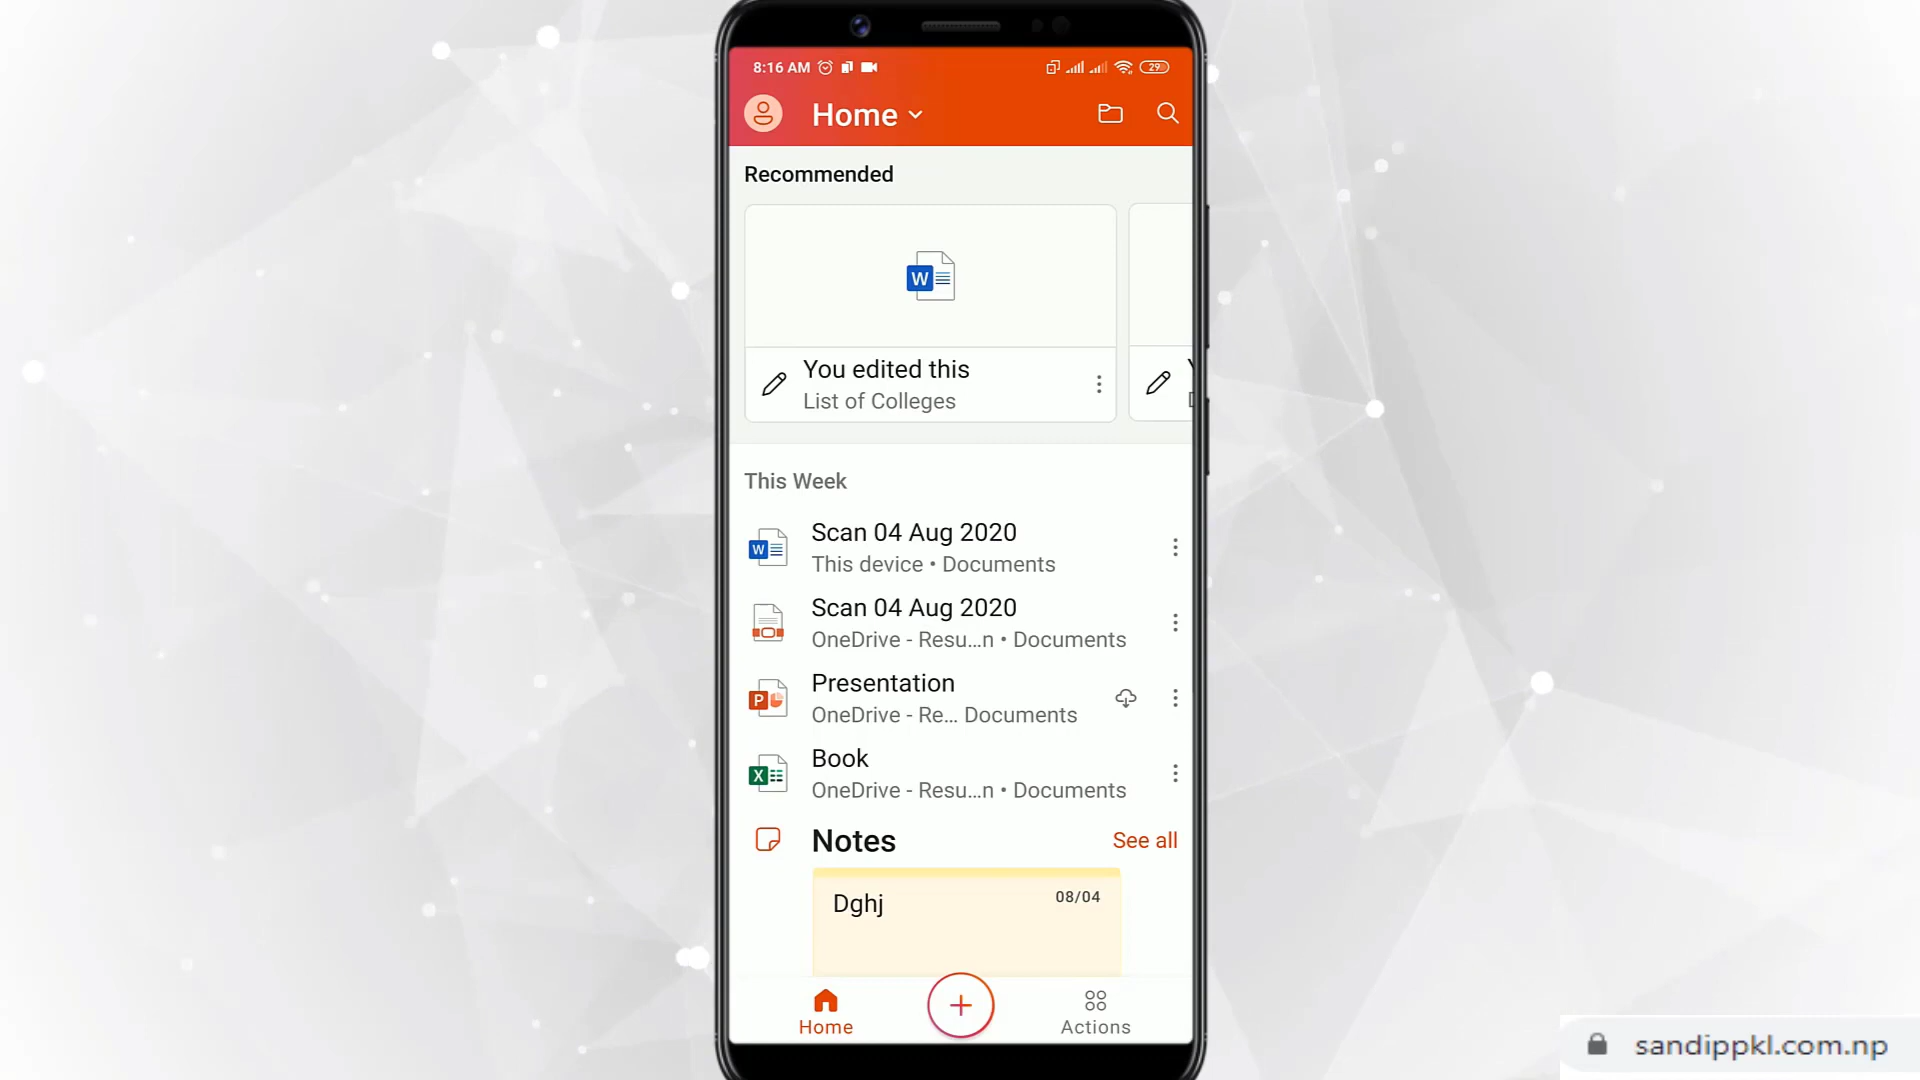 8:16 AM 29
Home
Recommended
You edited this
List of Colleges
This Week
Scan 04 Aug 2020
This device • Documents
Scan 04 Aug 2020
OneDrive - Resu...n • Documents
Presentation
OneDrive - Re... Documents
Book
OneDrive - Resu...n • Documents
Notes See all
Dghj 08/04
Home Actions
sandippkl.com.np